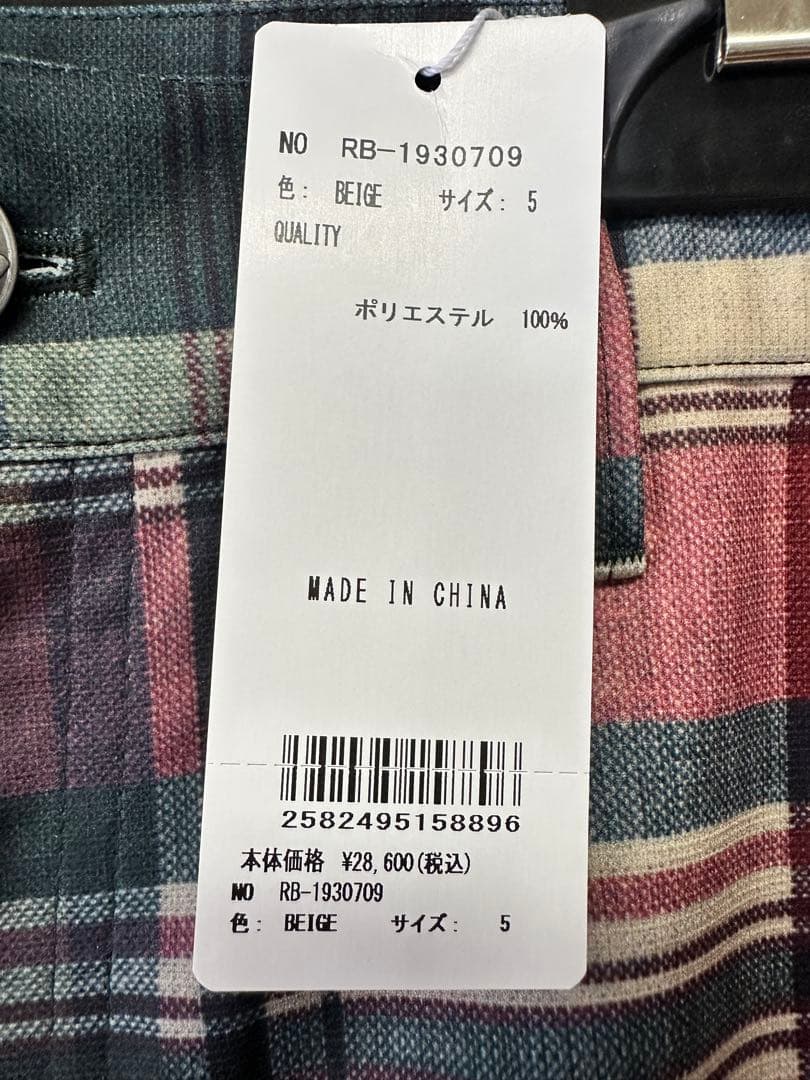 NO RB-1930709
色: BEIGE サイズ: 5
QUALITY
ポリエステル 100%
MADE IN CHINA
2582495158896
本体価格 ¥28,600(税込)
NO RB-1930709
色: BEIGE サイズ: 5